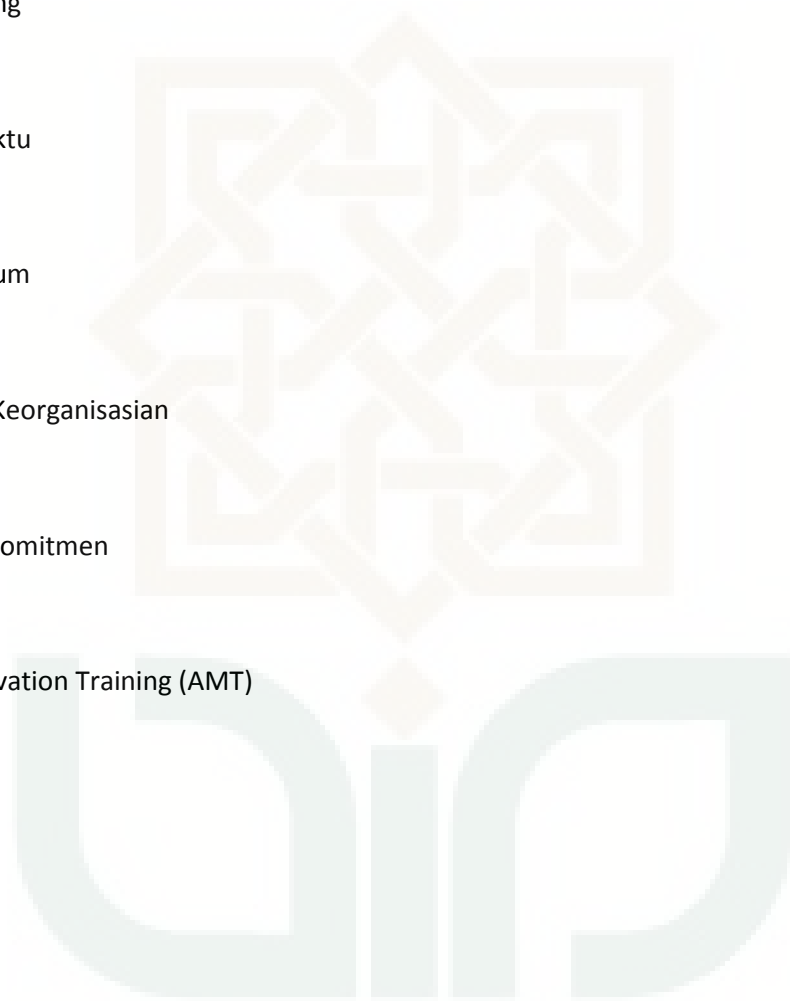 ng
ktu
um
Keorganisasian
omitmen
vation Training (AMT)